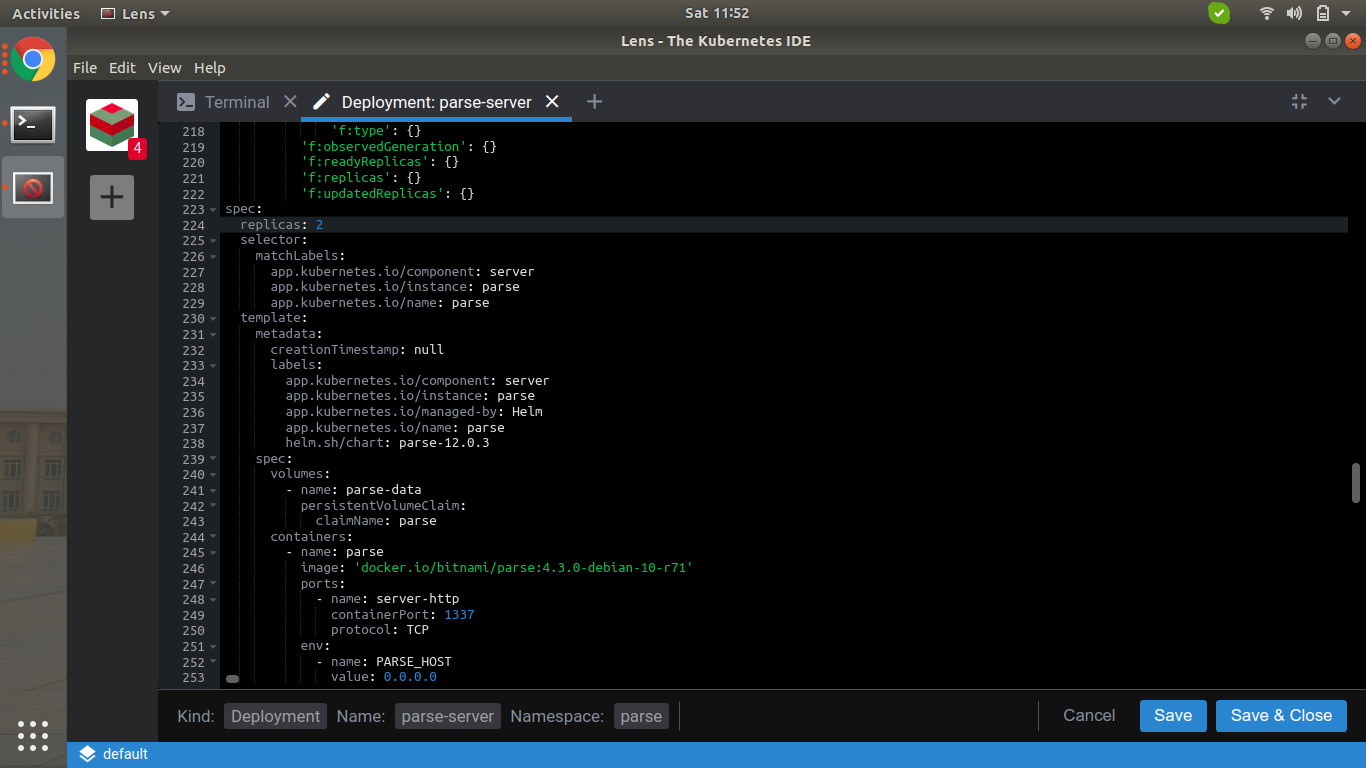 Activities Lens Sat 11:52
Lens - The Kubernetes IDE
File Edit View Help
4
Terminal Deployment: parse-server
218 'f:type': {}
219 'f:observedGeneration': {}
220 'f:readyReplicas': {}
221 'f:replicas': {}
222 'f:updatedReplicas': {}
223 spec:
224 replicas: 2
225 selector:
226 matchLabels:
227 app.kubernetes.io/component: server
228 app.kubernetes.io/instance: parse
229 app.kubernetes.io/name: parse
230 template:
231 metadata:
232 creationTimestamp: null
233 labels:
234 app.kubernetes.io/component: server
235 app.kubernetes.io/instance: parse
236 app.kubernetes.io/managed-by: Helm
237 app.kubernetes.io/name: parse
238 helm.sh/chart: parse-12.0.3
239 spec:
240 volumes:
241 - name: parse-data
242 persistentVolumeClaim:
243 claimName: parse
244 containers:
245 - name: parse
246 image: 'docker.io/bitnami/parse:4.3.0-debian-10-r71'
247 ports:
248 - name: server-http
249 containerPort: 1337
250 protocol: TCP
251 env:
252 - name: PARSE_HOST
253 value: 0.0.0.0
Kind: Deployment Name: parse-server Namespace: parse Cancel Save Save & Close
default